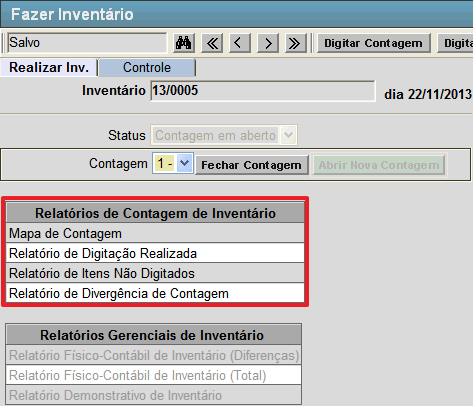 Fazer Inventário
Salvo Digitar Contagem Digita
Realizar Inv. Controle
Inventário 13/0005 dia 22/11/2013
Status Contagem em aberto
Contagem 1 - Fechar Contagem Abrir Nova Contagem
Relatórios de Contagem de Inventário
Mapa de Contagem
Relatório de Digitação Realizada
Relatório de Itens Não Digitados
Relatório de Divergência de Contagem
Relatórios Gerenciais de Inventário
Relatório Físico-Contábil de Inventário (Diferenças)
Relatório Físico-Contábil de Inventário (Total)
Relatório Demonstrativo de Inventário